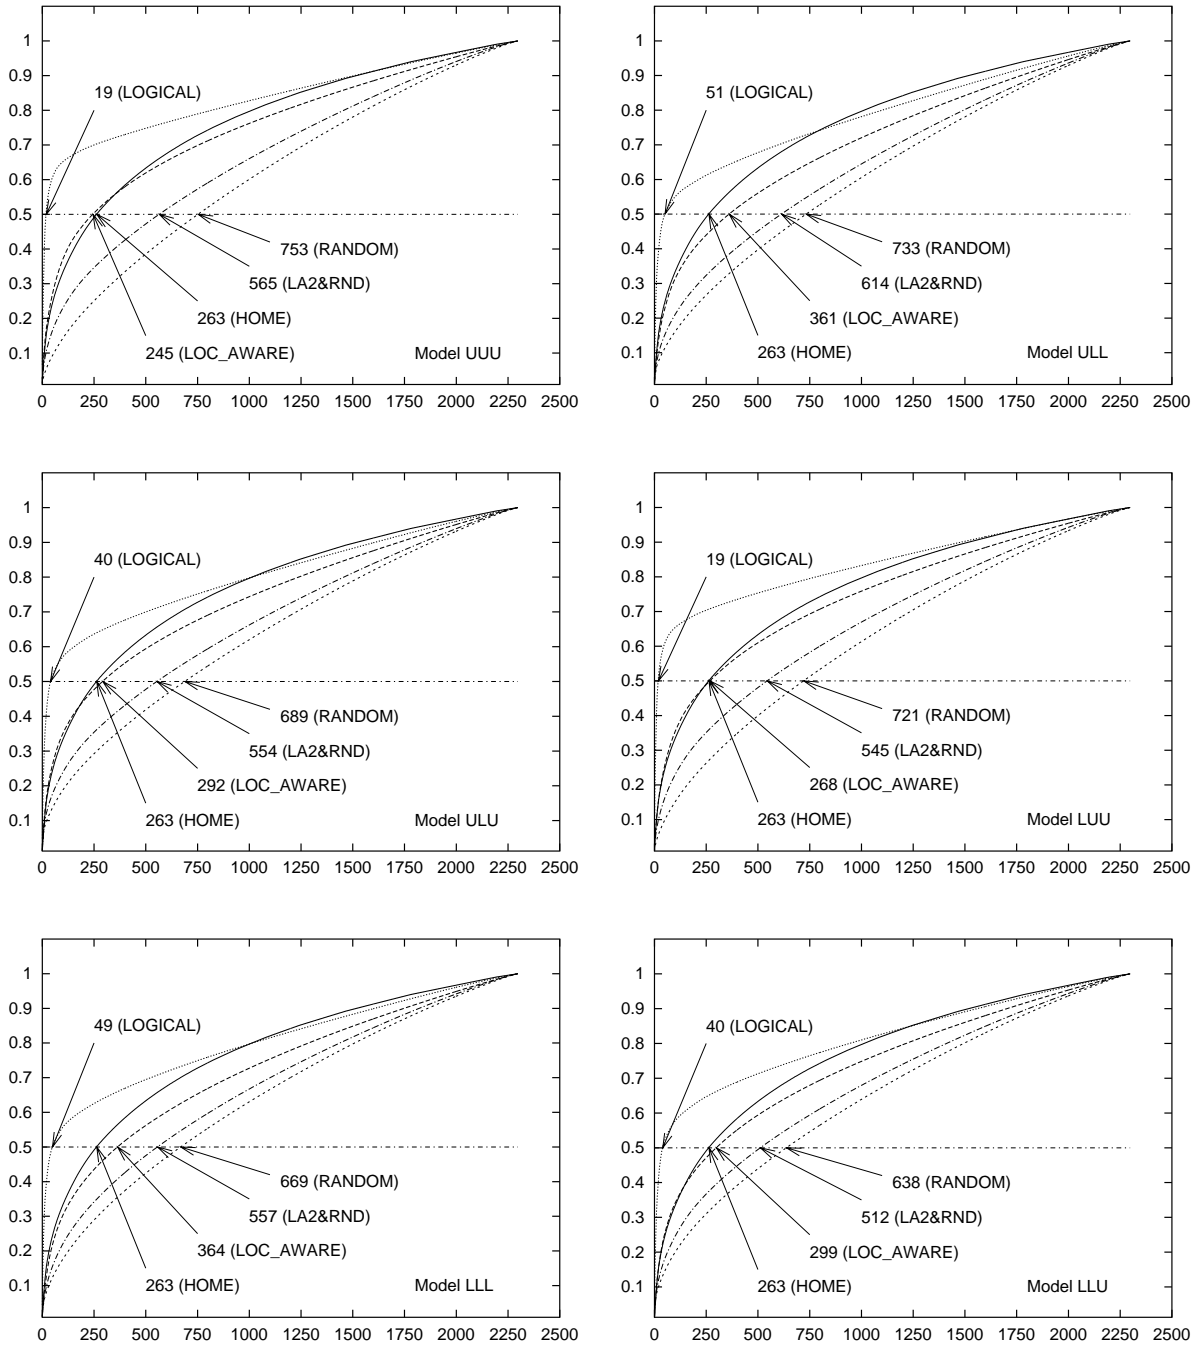 1
0.9
0.8
0.7
0.6
0.5
0.4
0.3
0.2
0.1
19 (LOGICAL)
753 (RANDOM)
565 (LA2&RND)
263 (HOME)
245 (LOC_AWARE)
Model UUU
0 250 500 750 1000 1250 1500 1750 2000 2250 2500
1
0.9
0.8
0.7
0.6
0.5
0.4
0.3
0.2
0.1
51 (LOGICAL)
733 (RANDOM)
614 (LA2&RND)
361 (LOC_AWARE)
263 (HOME)
Model ULL
0 250 500 750 1000 1250 1500 1750 2000 2250 2500
1
0.9
0.8
0.7
0.6
0.5
0.4
0.3
0.2
0.1
40 (LOGICAL)
689 (RANDOM)
554 (LA2&RND)
292 (LOC_AWARE)
263 (HOME)
Model ULU
0 250 500 750 1000 1250 1500 1750 2000 2250 2500
1
0.9
0.8
0.7
0.6
0.5
0.4
0.3
0.2
0.1
19 (LOGICAL)
721 (RANDOM)
545 (LA2&RND)
268 (LOC_AWARE)
263 (HOME)
Model LUU
0 250 500 750 1000 1250 1500 1750 2000 2250 2500
1
0.9
0.8
0.7
0.6
0.5
0.4
0.3
0.2
0.1
49 (LOGICAL)
669 (RANDOM)
557 (LA2&RND)
364 (LOC_AWARE)
263 (HOME)
Model LLL
0 250 500 750 1000 1250 1500 1750 2000 2250 2500
1
0.9
0.8
0.7
0.6
0.5
0.4
0.3
0.2
0.1
40 (LOGICAL)
638 (RANDOM)
512 (LA2&RND)
299 (LOC_AWARE)
263 (HOME)
Model LLU
0 250 500 750 1000 1250 1500 1750 2000 2250 2500